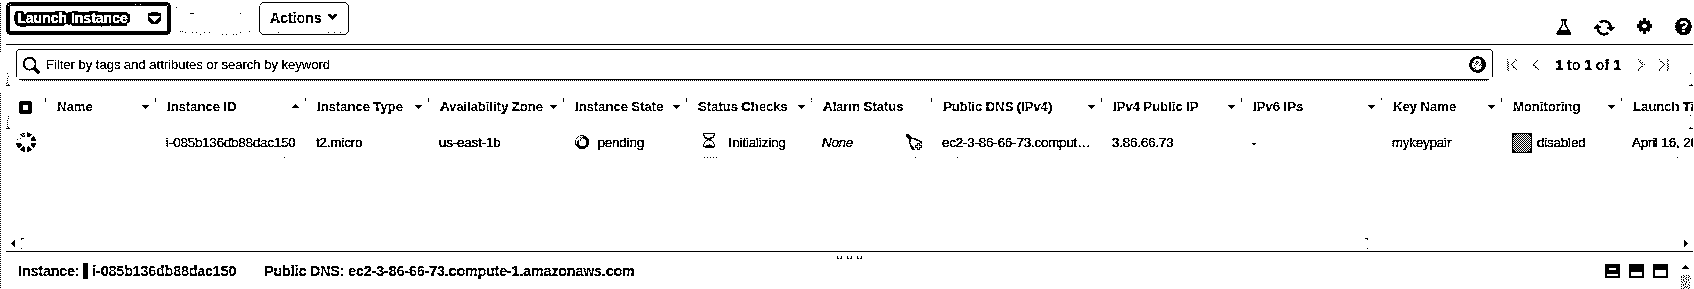 Launch Instance Actions
Filter by tags and attributes or search by keyword 1 to 1 of 1
Name Instance ID Instance Type Availability Zone Instance State Status Checks Alarm Status Public DNS (IPv4) IPv4 Public IP IPv6 IPs Key Name Monitoring Launch Ti
i-085b136db88dac150 t2.micro us-east-1b pending Initializing None ec2-3-86-66-73.comput... 3.86.66.73 - mykeypair disabled April 16, 20
Instance: i-085b136db88dac150 Public DNS: ec2-3-86-66-73.compute-1.amazonaws.com